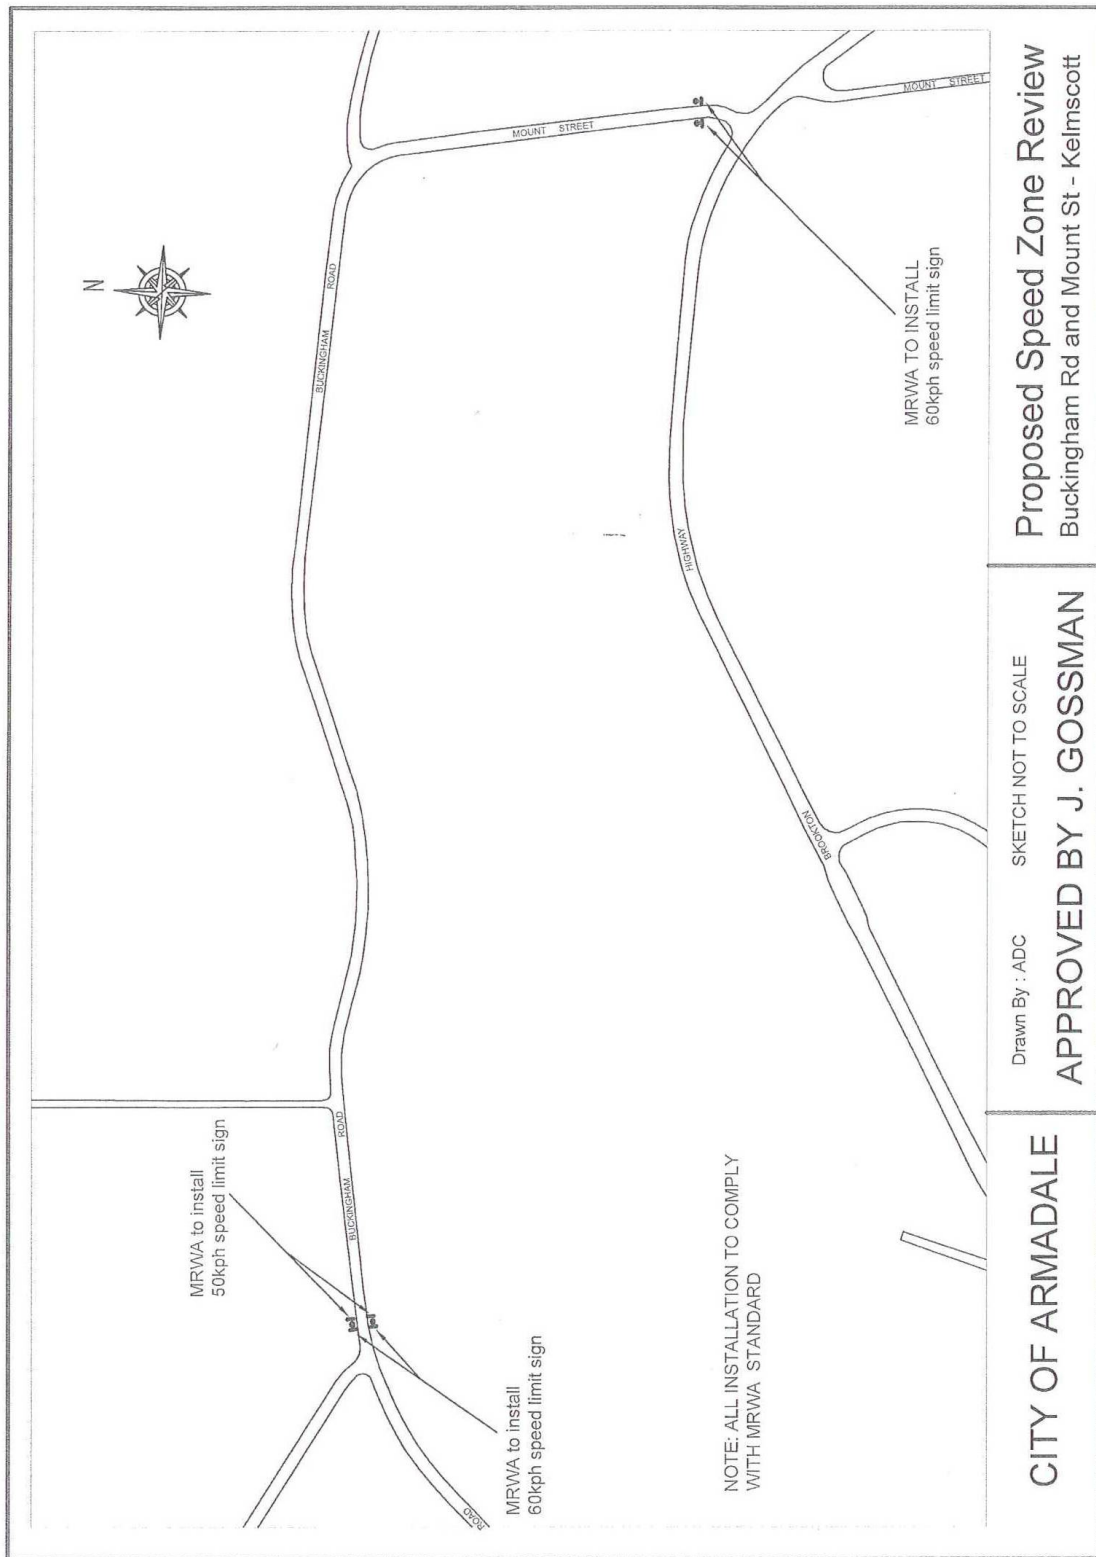 N
MRWA to install
50kph speed limit sign
BUCKINGHAM
ROAD
BUCKINGHAM
ROAD
MOUNT STREET
MOUNT STREET
MRWA to install
60kph speed limit sign
ROAD
MRWA TO INSTALL
60kph speed limit sign
HIGHWAY
BROOKTON
NOTE: ALL INSTALLATION TO COMPLY
WITH MRWA STANDARD
CITY OF ARMADALE
Drawn By : ADC
SKETCH NOT TO SCALE
APPROVED BY J. GOSSMAN
Proposed Speed Zone Review
Buckingham Rd and Mount St - Kelmscott